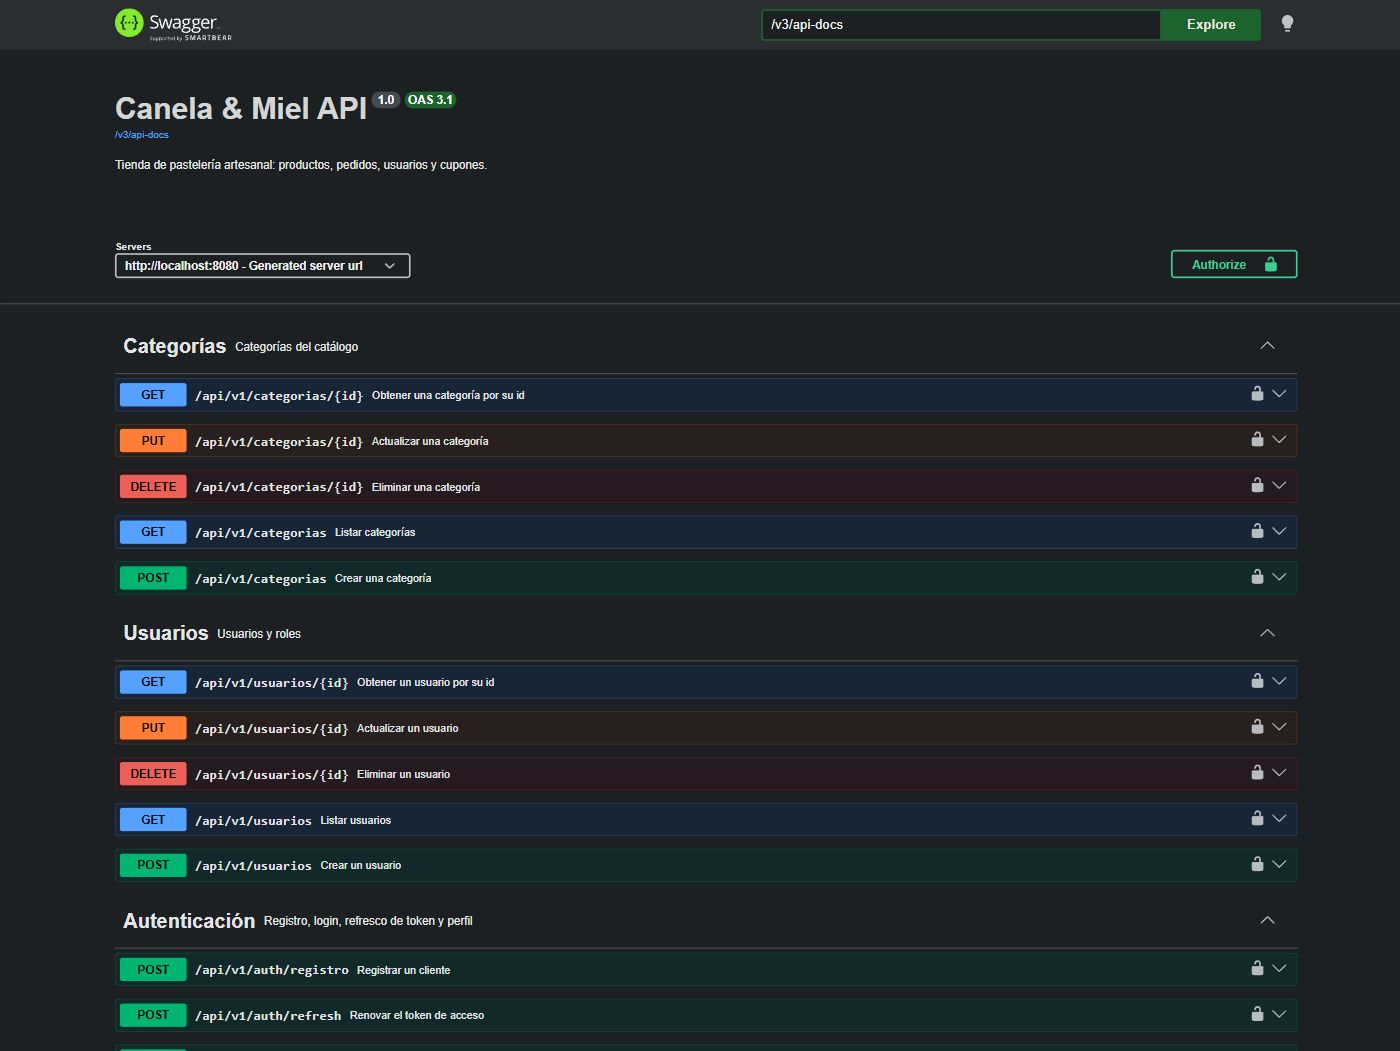 Swagger.
Supported by SMARTBEAR
/v3/api-docs
Explore
Canela & Miel API 1.0 OAS 3.1
/v3/api-docs
Tienda de pastelería artesanal: productos, pedidos, usuarios y cupones.
Servers
http://localhost:8080 - Generated server url
Authorize
Categorías Categorías del catálogo
GET /api/v1/categorias/{id} Obtener una categoría por su id
PUT /api/v1/categorias/{id} Actualizar una categoría
DELETE /api/v1/categorias/{id} Eliminar una categoría
GET /api/v1/categorias Listar categorías
POST /api/v1/categorias Crear una categoría
Usuarios Usuarios y roles
GET /api/v1/usuarios/{id} Obtener un usuario por su id
PUT /api/v1/usuarios/{id} Actualizar un usuario
DELETE /api/v1/usuarios/{id} Eliminar un usuario
GET /api/v1/usuarios Listar usuarios
POST /api/v1/usuarios Crear un usuario
Autenticación Registro, login, refresco de token y perfil
POST /api/v1/auth/registro Registrar un cliente
POST /api/v1/auth/refresh Renovar el token de acceso